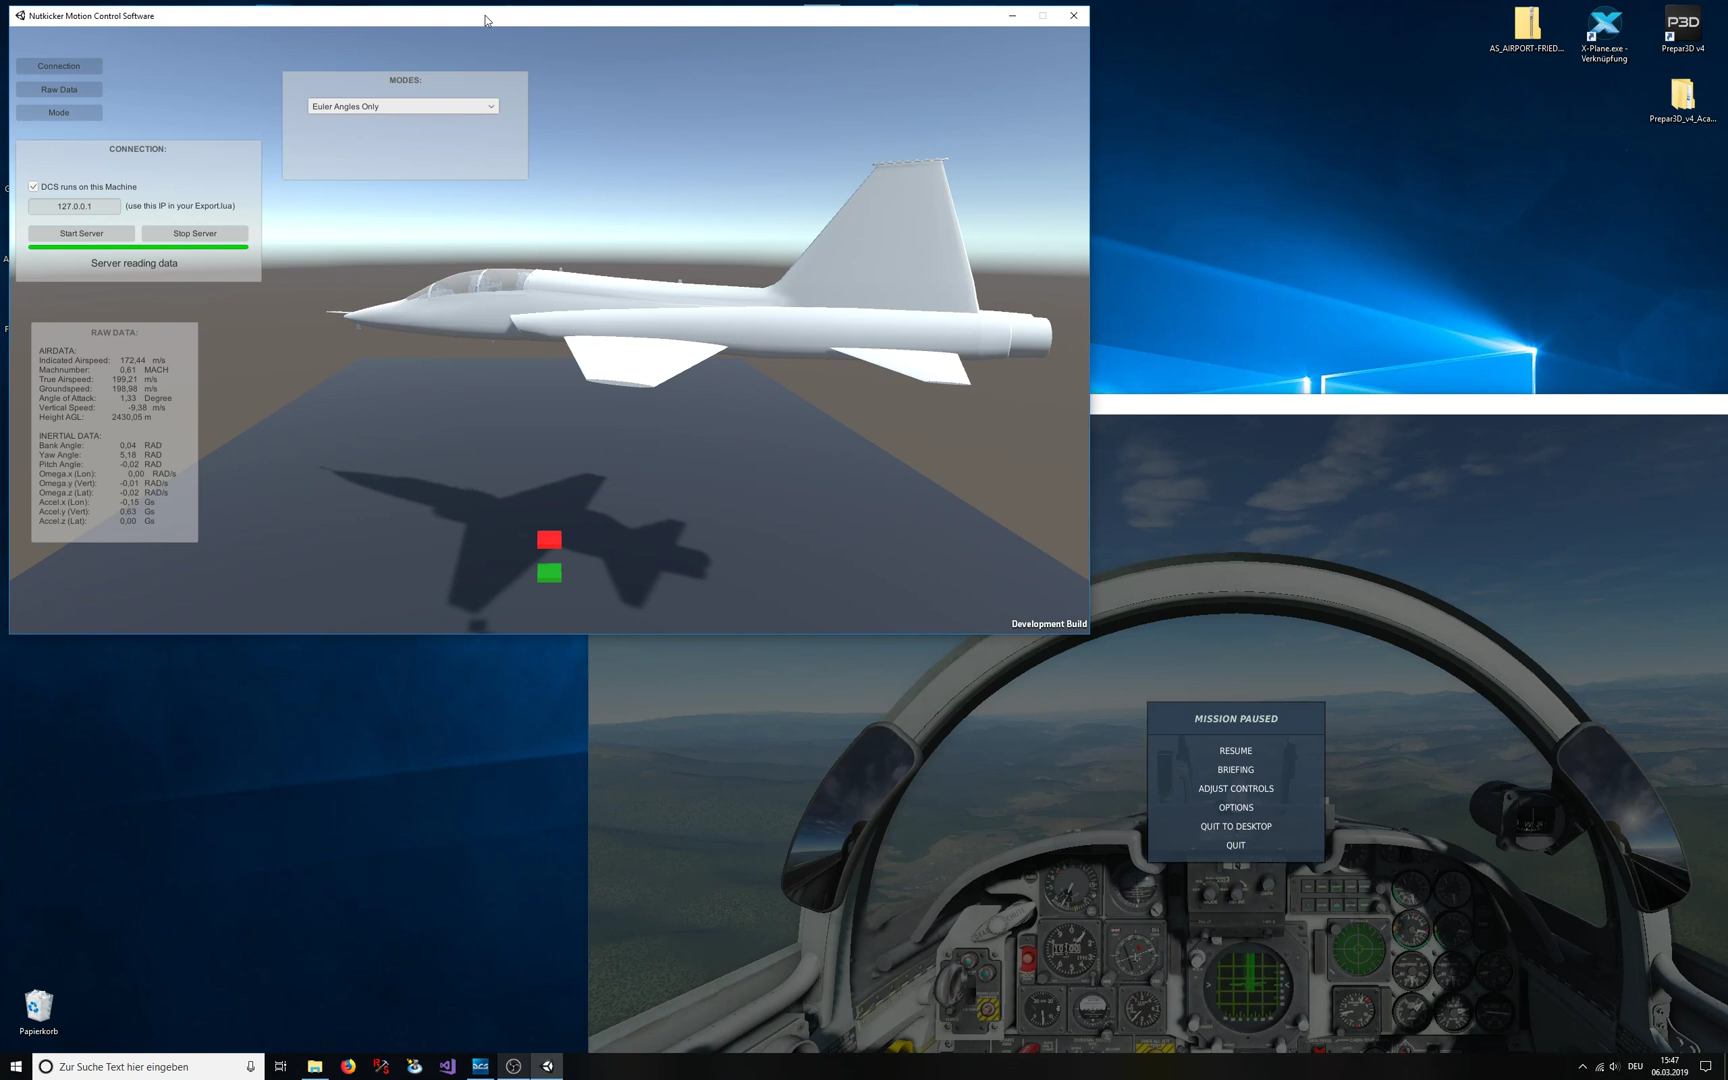 Nutkicker Motion Control Software
Connection
Raw Data
Mode
MODES:
Euler Angles Only
CONNECTION:
DCS runs on this Machine
127.0.0.1 (use this IP in your Export.lua)
Start Server Stop Server
Server reading data
RAW DATA:
AIRDATA:
Indicated Airspeed: 172,44 m/s
Machnumber: 0,61 MACH
True Airspeed: 199,21 m/s
Groundspeed: 198,98 m/s
Angle of Attack: 1,33 Degree
Vertical Speed: -9,38 m/s
Height AGL: 2430,05 m
INERTIAL DATA:
Bank Angle: 0,04 RAD
Yaw Angle: 5,18 RAD
Pitch Angle: -0,02 RAD
Omega.x (Lon): 0,00 RAD/s
Omega.y (Vert): -0,01 RAD/s
Omega.z (Lat): -0,02 RAD/s
Accel.x (Lon): -0,15 Gs
Accel.y (Vert): 0,63 Gs
Accel.z (Lat): 0,00 Gs
Development Build
AS_AIRPORT-FRIED...
X-Plane.exe -
Verknüpfung
P3D
Prepar3D v4
Prepar3D_v4_Aca...
MISSION PAUSED
RESUME
BRIEFING
ADJUST CONTROLS
OPTIONS
QUIT TO DESKTOP
QUIT
Papierkorb
Zur Suche Text hier eingeben
DCS
DEU
15:47
06.03.2019